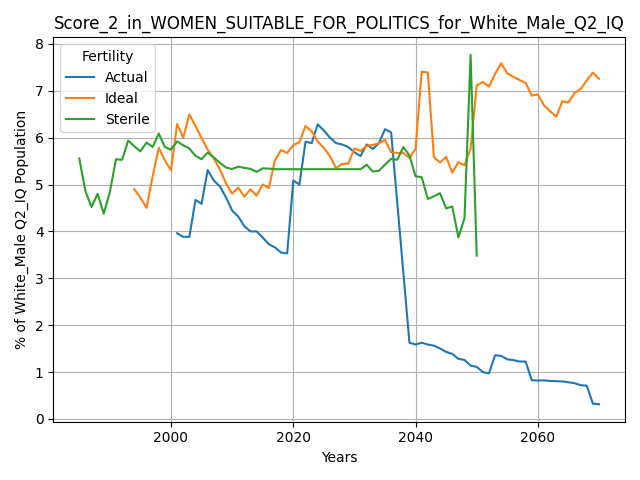 Score_2_in_WOMEN_SUITABLE_FOR_POLITICS_for_White_Male_Q2_IQ
Fertility
Actual
Ideal
Sterile
% of White_Male Q2_IQ Population
8
7
6
5
4
3
2
1
0
2000
2020
2040
2060
Years